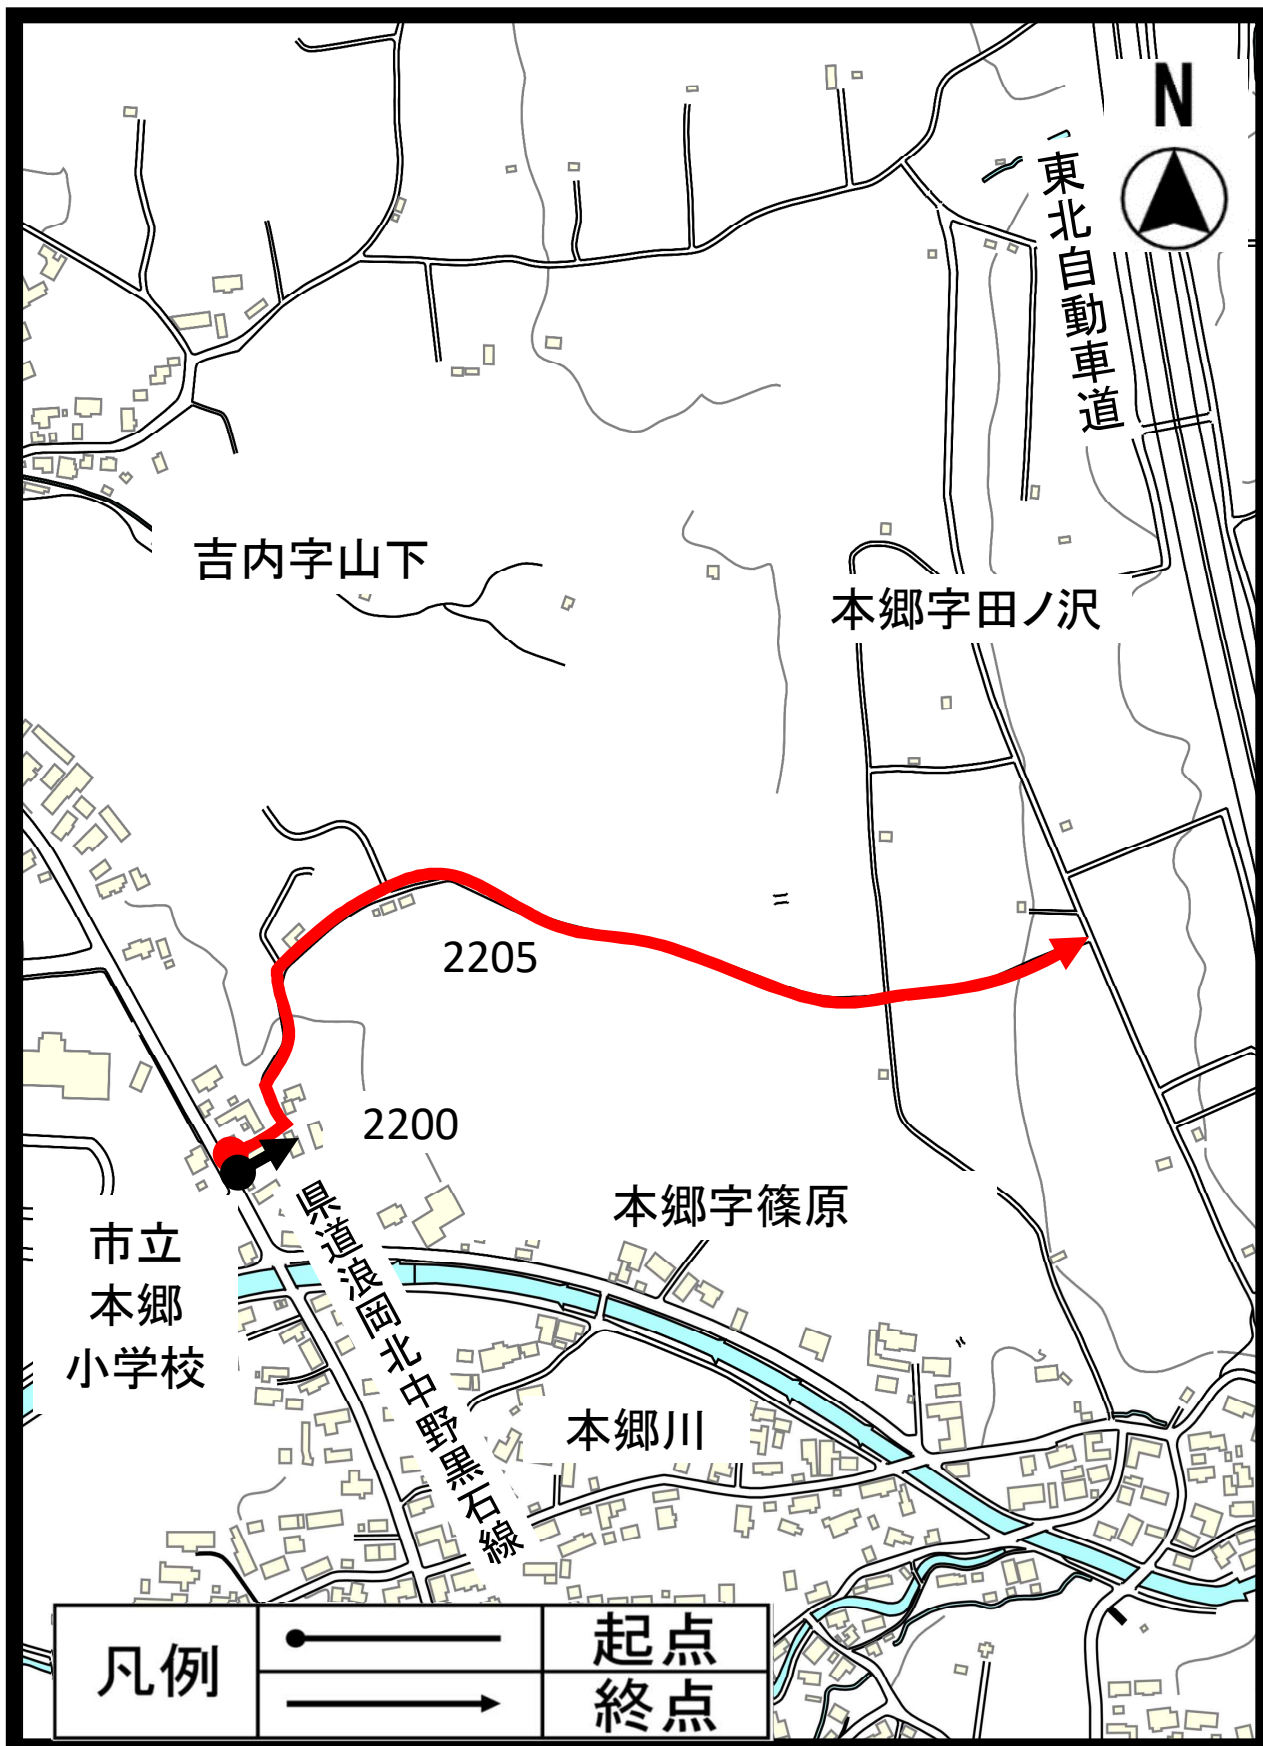 N
東北自動車道
吉内字山下
本郷字田ノ沢
2205
2200
県道浪岡北中野黒石線
本郷字篠原
市立
本郷
小学校
本郷川
凡例
起点
終点